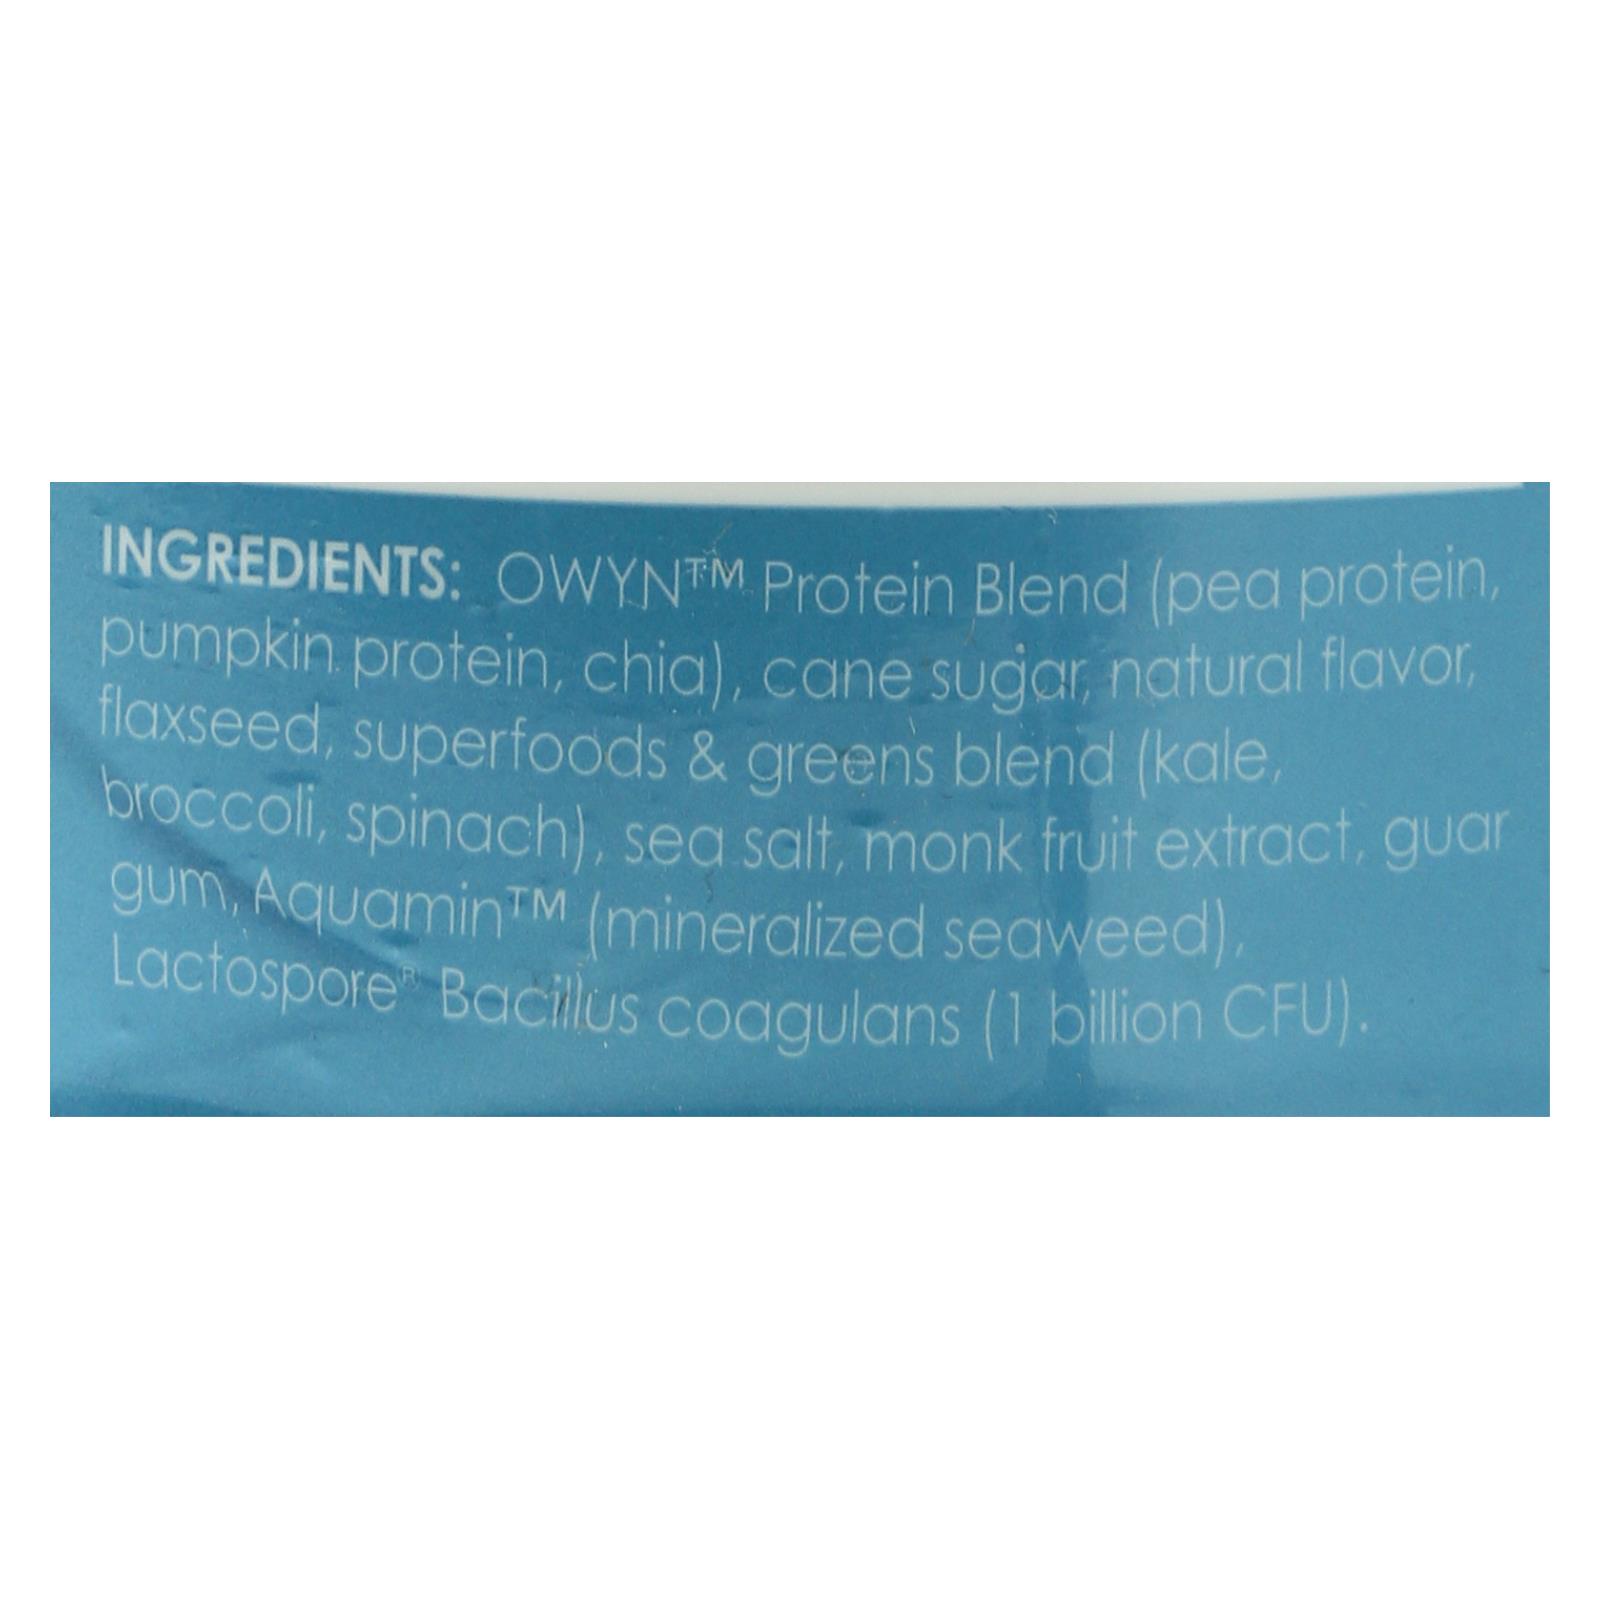 INGREDIENTS: OWYN™ Protein Blend (pea protein,
pumpkin protein, chia), cane sugar, natural flavor,
flaxseed, superfoods & greens blend (kale,
broccoli, spinach), sea salt, monk fruit extract, guar
gum, Aquamin™ (mineralized seaweed),
Lactospore® Bacillus coagulans (1 billion CFU).